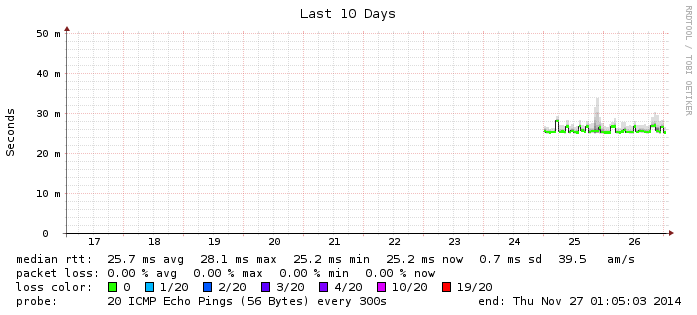 Last 10 Days
RRDTOOL / TOBI OETIKER
Seconds
50 m
40 m
30 m
20 m
10 m
0
17 18 19 20 21 22 23 24 25 26
median rtt: 25.7 ms avg 28.1 ms max 25.2 ms min 25.2 ms now 0.7 ms sd 39.5 am/s
packet loss: 0.00 % avg 0.00 % max 0.00 % min 0.00 % now
loss color: 0 1/20 2/20 3/20 4/20 10/20 19/20
probe: 20 ICMP Echo Pings (56 Bytes) every 300s end: Thu Nov 27 01:05:03 2014